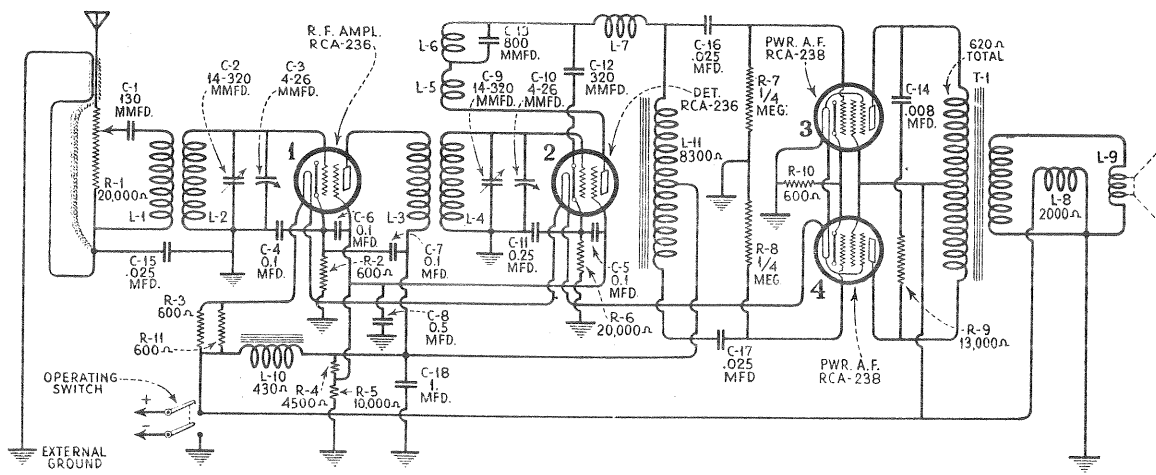 C-1
130
MMFD.
R-1
20,000Ω
L-1
C-15
.025
MFD.
C-2
14-320
MMFD.
C-3
4-26
MMFD.
L-2
C-4
0.1
MFD.
R.F. AMPL.
RCA-236
1
C-6
0.1
MFD.
R-2
600Ω
L-3
C-7
0.1
MFD.
C-8
0.5
MFD.
R-3
600Ω
R-11
600Ω
L-10
430Ω
R-4
4500Ω
R-5
10,000Ω
C-18
1.
MFD.
OPERATING
SWITCH
+
−
EXTERNAL
GROUND
L-6
L-5
C-13
800
MMFD.
C-9
14-320
MMFD.
C-10
4-26
MMFD.
C-12
320
MMFD.
L-7
L-4
2
DET.
RCA-236
C-11
0.25
MFD.
C-5
0.1
MFD.
R-6
20,000Ω
C-16
.025
MFD.
L-11
8300Ω
R-7
1/4
MEG.
R-8
1/4
MEG.
C-17
.025
MFD
PWR. A.F.
RCA-238
3
R-10
600Ω
4
PWR. A.F.
RCA-238
620Ω
TOTAL
T-1
C-14
.008
MFD.
R-9
13,000Ω
L-9
L-8
2000Ω